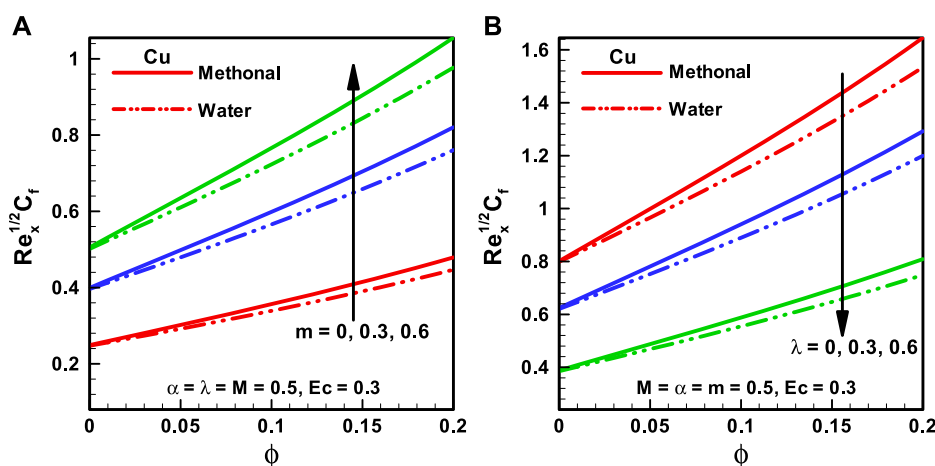 A
Cu
Methonal
Water
1
0.8
0.6
0.4
0.2
Re_x^{1/2}C_f
m = 0, 0.3, 0.6
α = λ = M = 0.5, Ec = 0.3
0 0.05 0.1 0.15 0.2
ϕ
B
Cu
Methonal
Water
1.6
1.4
1.2
1
0.8
0.6
0.4
Re_x^{1/2}C_f
λ = 0, 0.3, 0.6
M = α = m = 0.5, Ec = 0.3
0 0.05 0.1 0.15 0.2
ϕ